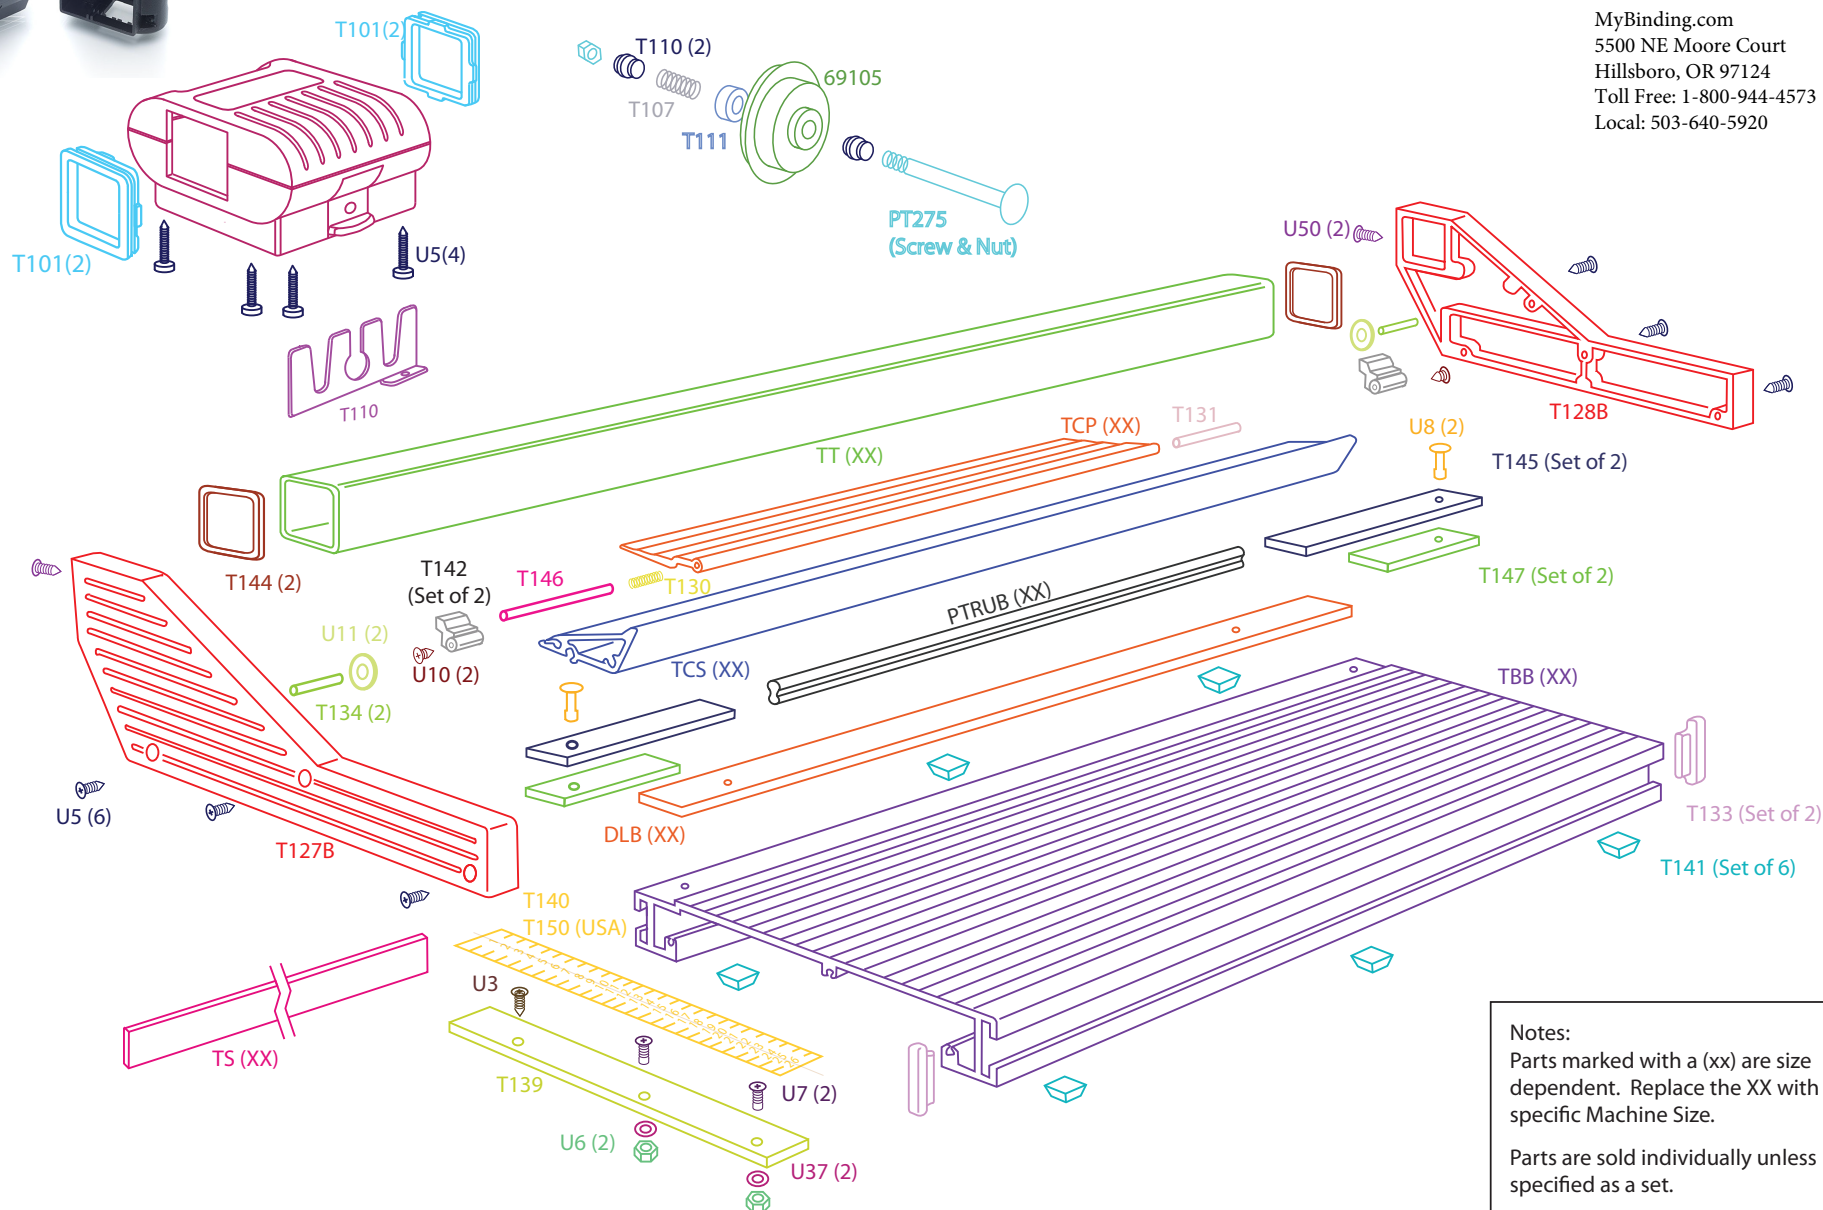 MyBinding.com
5500 NE Moore Court
Hillsboro, OR 97124
Toll Free: 1-800-944-4573
Local: 503-640-5920
T101(2)
T110 (2)
69105
T107
T111
PT275
(Screw & Nut)
T101(2)
U5(4)
U50 (2)
T110
T128B
TCP (XX)
T131
U8 (2)
TT (XX)
T145 (Set of 2)
T144 (2)
T142
(Set of 2)
T146
T130
T147 (Set of 2)
PTRUB (XX)
U11 (2)
U10 (2)
TCS (XX)
TBB (XX)
T134 (2)
U5 (6)
T127B
DLB (XX)
T133 (Set of 2)
T141 (Set of 6)
T140
T150 (USA)
U3
TS (XX)
T139
U7 (2)
U6 (2)
U37 (2)
Notes:
Parts marked with a (xx) are size
dependent. Replace the XX with
specific Machine Size.
Parts are sold individually unless
specified as a set.